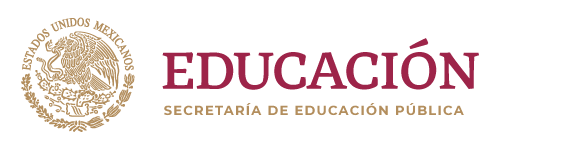 ESTADOS UNIDOS MEXICANOS
EDUCACIÓN
SECRETARÍA DE EDUCACIÓN PÚBLICA